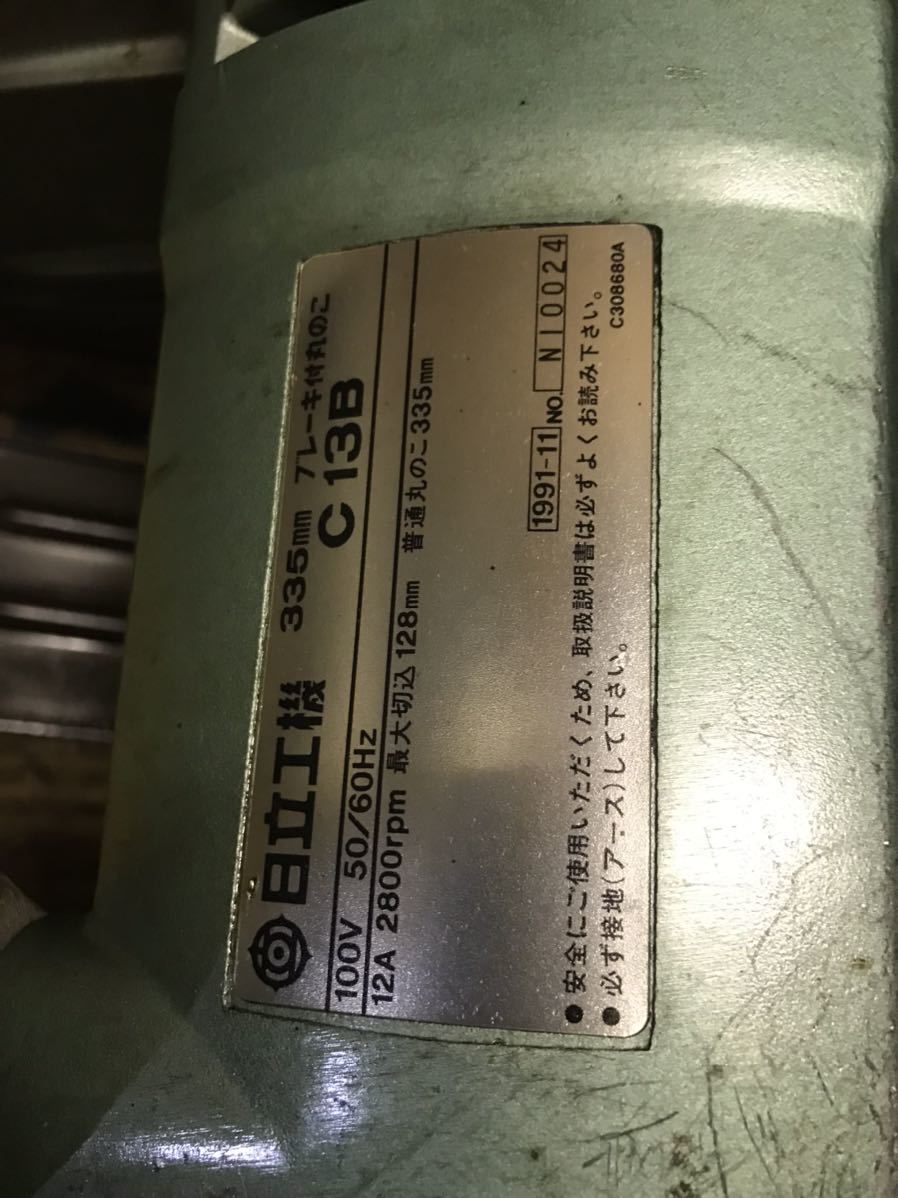 日立工機 335mm ブレーキ付丸のこ
C 13B
100V 50/60Hz
12A 2800rpm 最大切込128mm 普通丸のこ335mm
1991-11 NO. N10024
●安全にご使用いただくため、取扱説明書は必ずよくお読み下さい。
●必ず接地(アース)して下さい。
C308680A